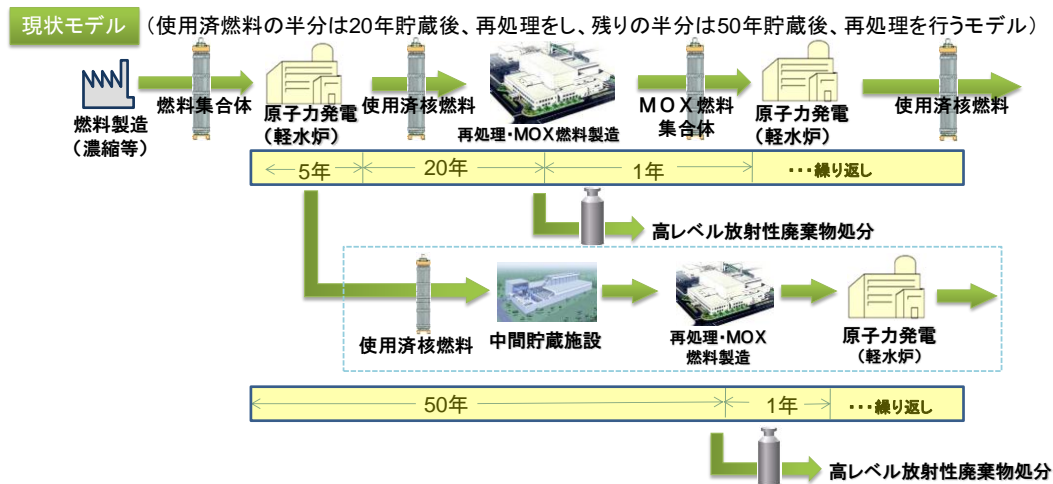 現状モデル (使用済燃料の半分は20年貯蔵後、再処理をし、残りの半分は50年貯蔵後、再処理を行うモデル)
燃料製造
(濃縮等)
燃料集合体
原子力発電
(軽水炉)
使用済核燃料
再処理・MOX燃料製造
MOX燃料
集合体
原子力発電
(軽水炉)
使用済核燃料
5年 20年 1年 ・・・繰り返し
高レベル放射性廃棄物処分
使用済核燃料
中間貯蔵施設
再処理・MOX
燃料製造
原子力発電
(軽水炉)
50年 1年 ・・・繰り返し
高レベル放射性廃棄物処分